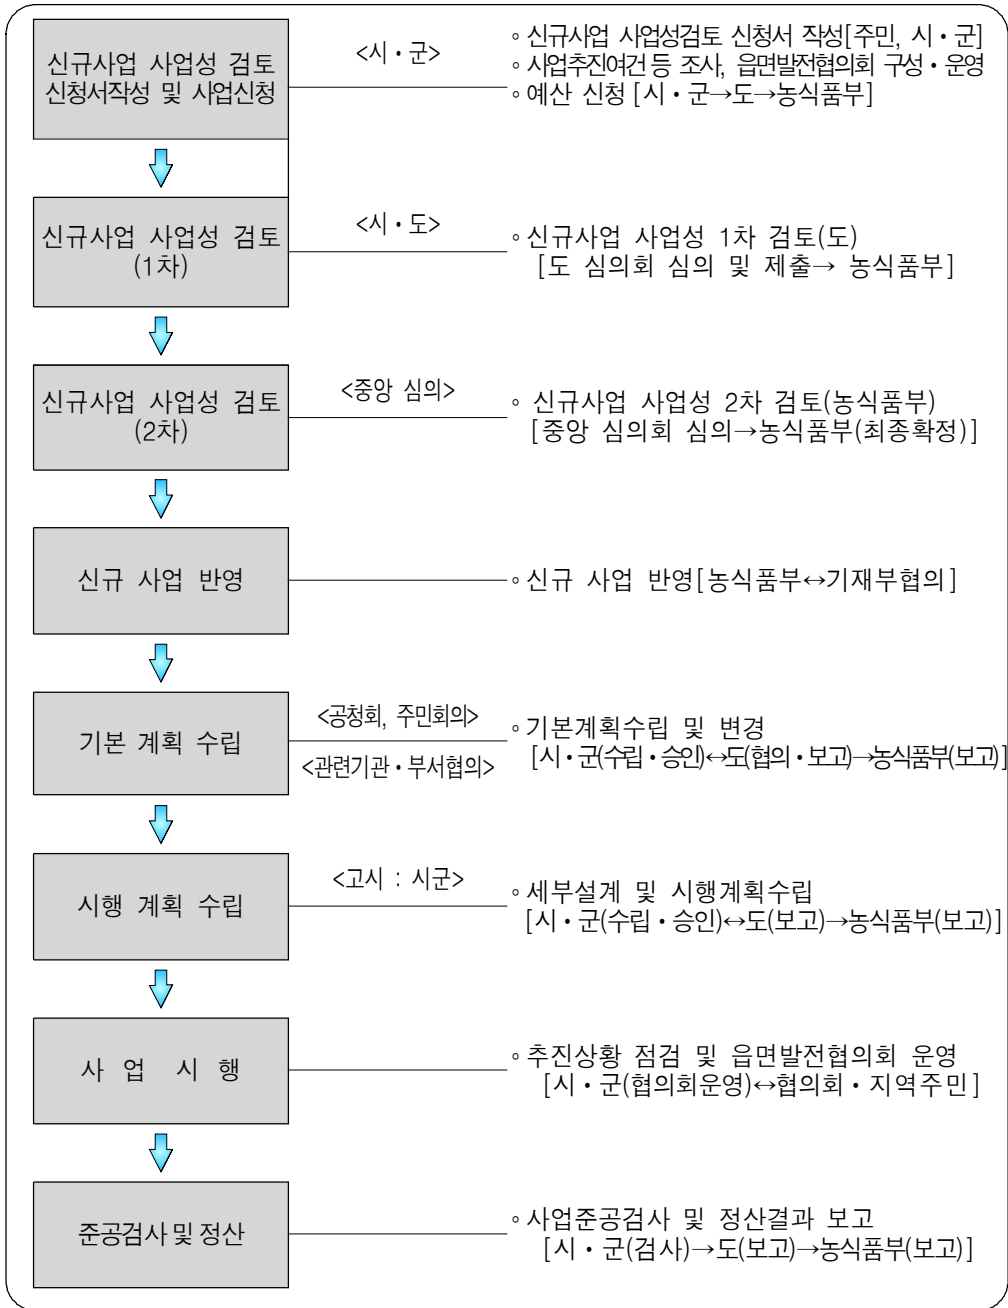 신규사업 사업성 검토
신청서작성 및 사업신청
<시・군>
◦ 신규사업 사업성검토 신청서 작성[주민, 시・군]
◦ 사업추진여건 등 조사, 읍면발전협의회 구성・운영
◦ 예산 신청 [시・군→도→농식품부]
신규사업 사업성 검토
(1차)
<시・도>
◦ 신규사업 사업성 1차 검토(도)
[도 심의회 심의 및 제출→ 농식품부]
신규사업 사업성 검토
(2차)
<중앙 심의>
◦ 신규사업 사업성 2차 검토(농식품부)
[중앙 심의회 심의→농식품부(최종확정)]
신규 사업 반영
◦ 신규 사업 반영[농식품부↔기재부협의]
기본 계획 수립
<공청회, 주민회의>
<관련기관・부서협의>
◦ 기본계획수립 및 변경
[시・군(수립・승인)↔도(협의・보고)→농식품부(보고)]
시행 계획 수립
<고시 : 시군>
◦ 세부설계 및 시행계획수립
[시・군(수립・승인)↔도(보고)→농식품부(보고)]
사 업 시 행
◦ 추진상황 점검 및 읍면발전협의회 운영
[시・군(협의회운영)↔협의회・지역주민]
준공검사 및 정산
◦ 사업준공검사 및 정산결과 보고
[시・군(검사)→도(보고)→농식품부(보고)]